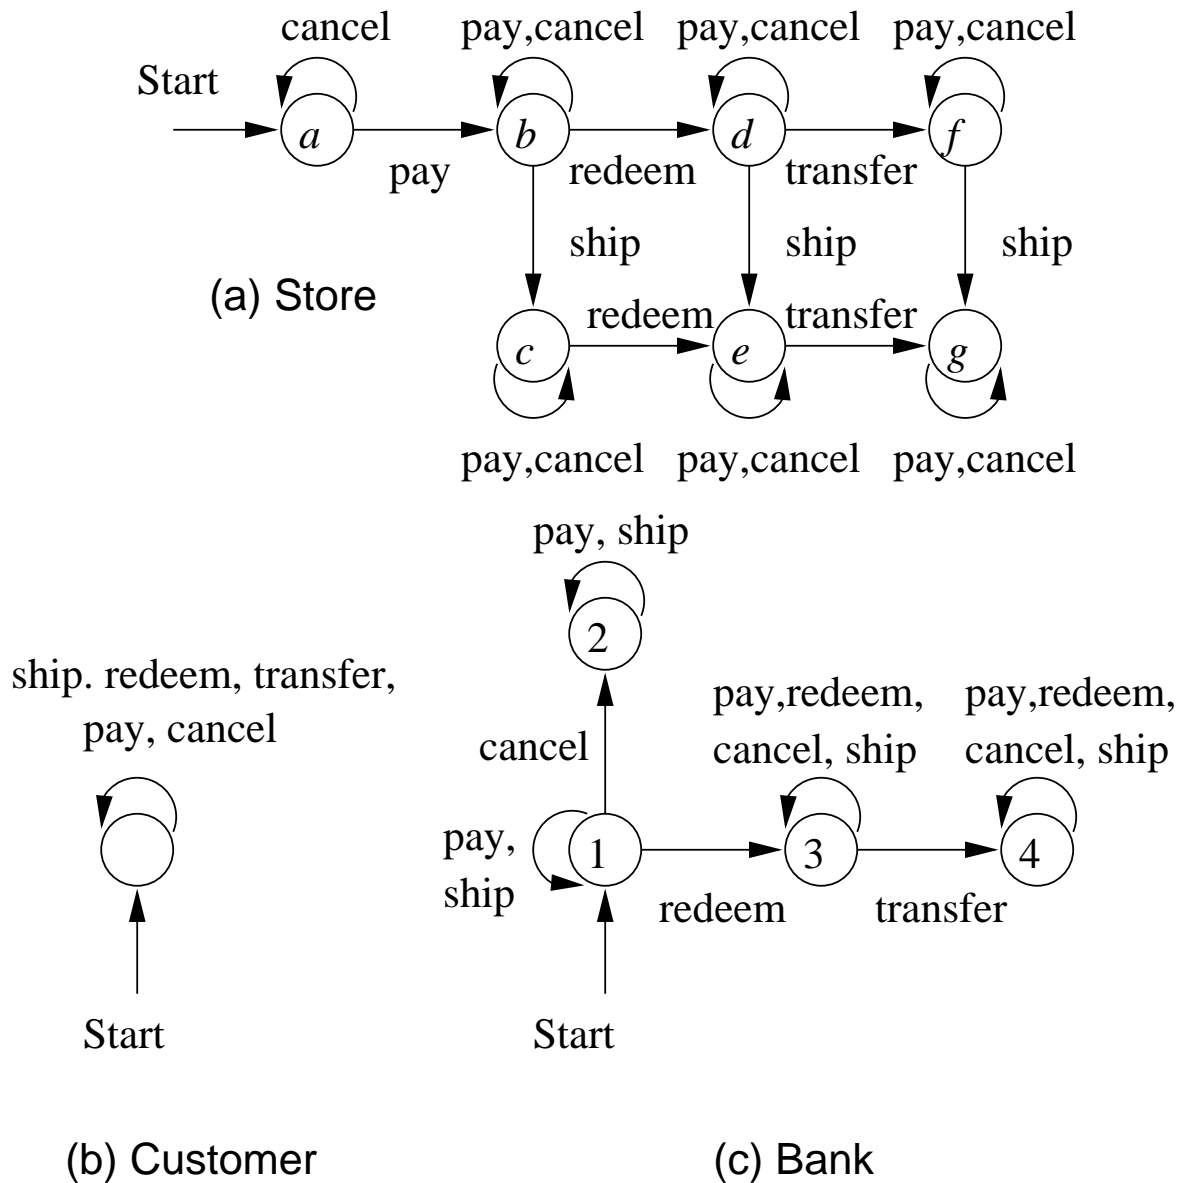 cancel pay,cancel pay,cancel pay,cancel
Start
a b d f
pay redeem transfer
ship ship ship
(a) Store
redeem transfer
c e g
pay,cancel pay,cancel pay,cancel
pay, ship
2
ship. redeem, transfer,
pay, cancel
pay,redeem, pay,redeem,
cancel, ship cancel, ship
cancel
pay,
ship
1 3 4
redeem transfer
Start Start
(b) Customer (c) Bank